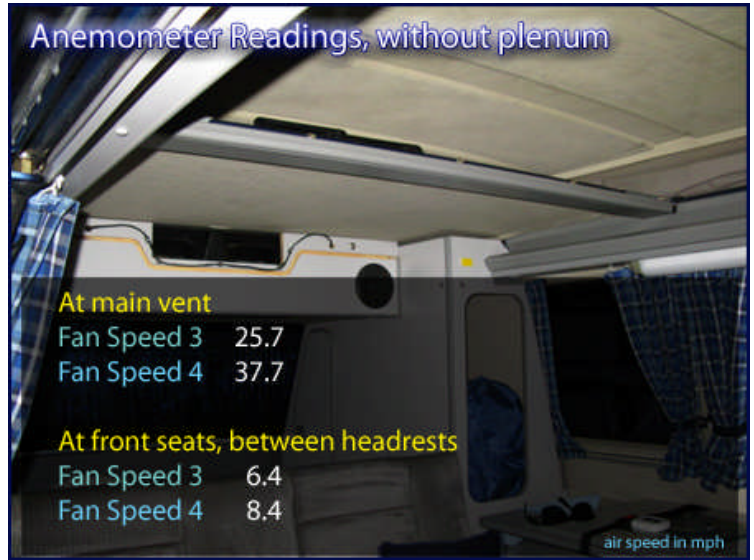 Anemometer Readings, without plenum
At main vent
Fan Speed 3 25.7
Fan Speed 4 37.7
At front seats, between headrests
Fan Speed 3 6.4
Fan Speed 4 8.4
air speed in mph